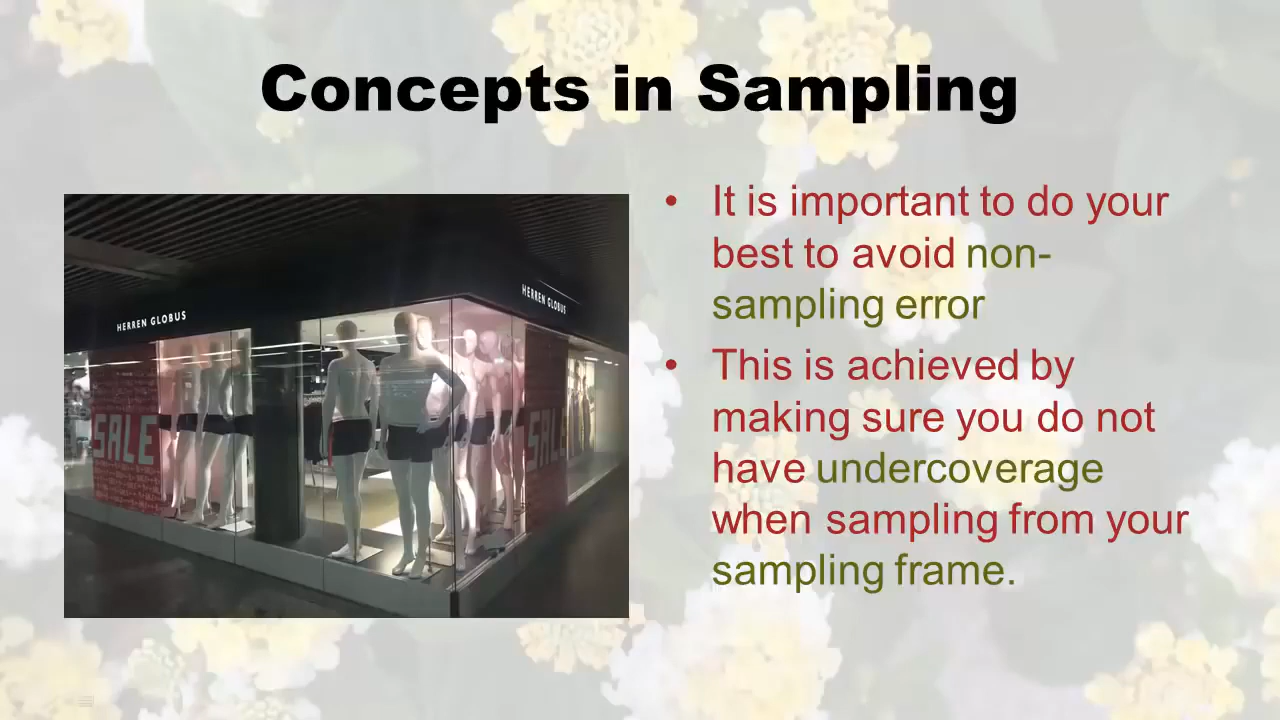 Concepts in Sampling
HERREN GLOBUS
HERREN GLOBUS
SALE
SALE
• It is important to do your
best to avoid non-
sampling error
• This is achieved by
making sure you do not
have undercoverage
when sampling from your
sampling frame.